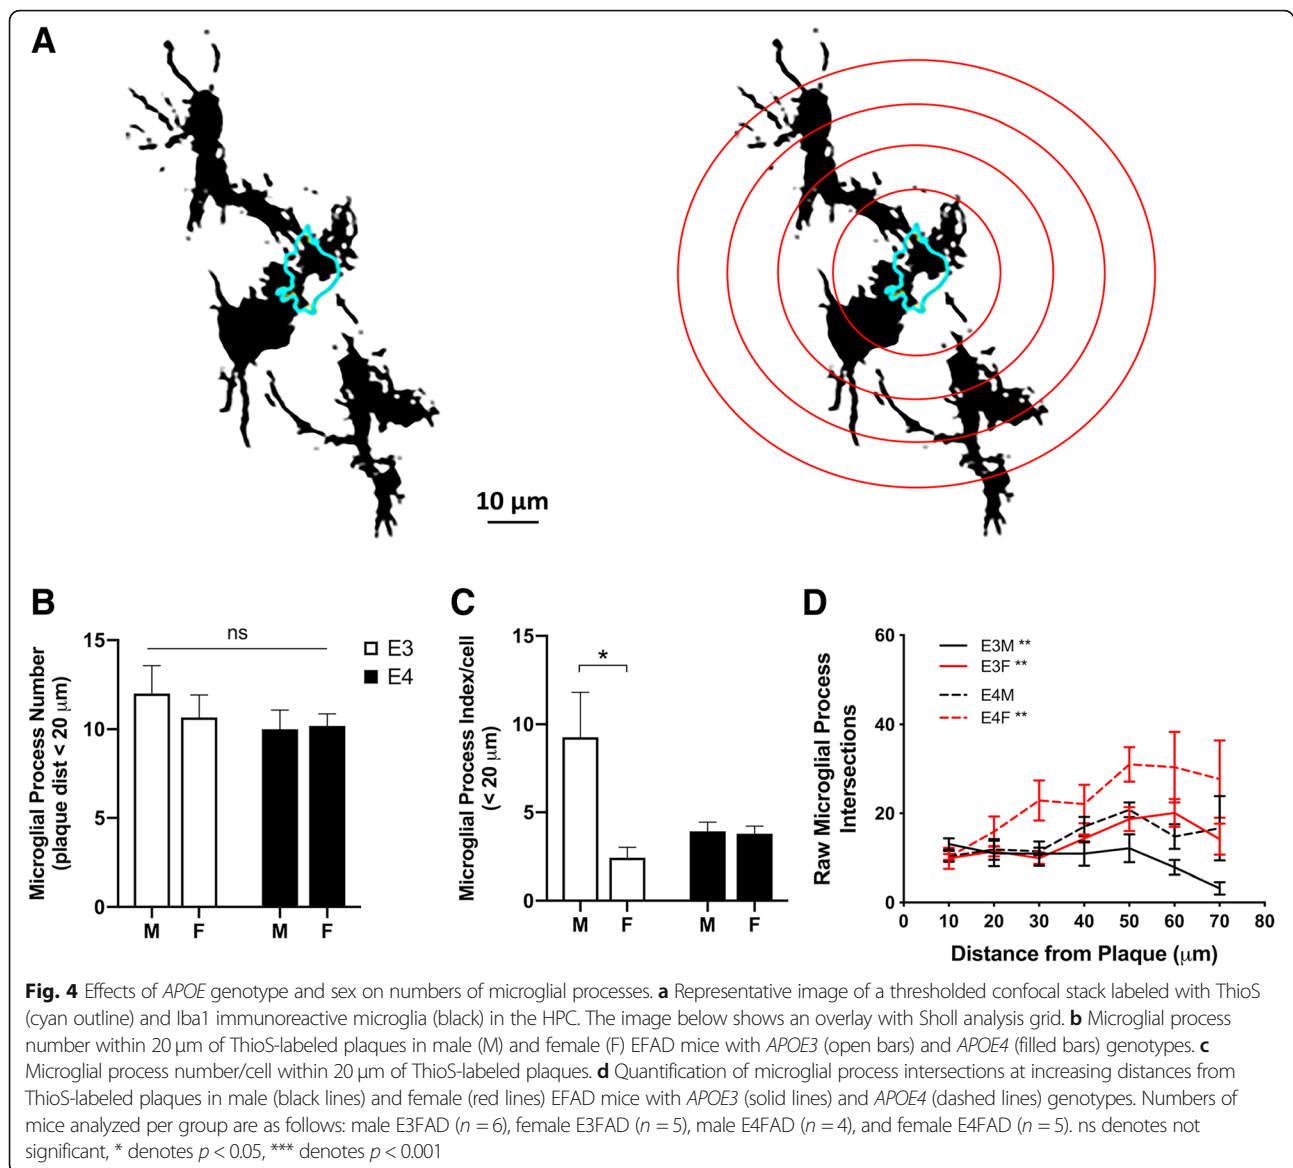 A
10 µm
B
Microglial Process Number
(plaque dist < 20 µm)
15
10
5
0
ns
M
F
M
F
E3
E4
C
Microglial Process Index/cell
(< 20 µm)
15
10
5
0
*
M
F
M
F
D
Raw Microglial Process
Intersections
60
40
20
0
E3M **
E3F **
E4M
E4F **
0 10 20 30 40 50 60 70 80
Distance from Plaque (µm)
Fig. 4 Effects of APOE genotype and sex on numbers of microglial processes. a Representative image of a thresholded confocal stack labeled with ThioS
(cyan outline) and Iba1 immunoreactive microglia (black) in the HPC. The image below shows an overlay with Sholl analysis grid. b Microglial process
number within 20 µm of ThioS-labeled plaques in male (M) and female (F) EFAD mice with APOE3 (open bars) and APOE4 (filled bars) genotypes. c
Microglial process number/cell within 20 µm of ThioS-labeled plaques. d Quantification of microglial process intersections at increasing distances from
ThioS-labeled plaques in male (black lines) and female (red lines) EFAD mice with APOE3 (solid lines) and APOE4 (dashed lines) genotypes. Numbers of
mice analyzed per group are as follows: male E3FAD (n = 6), female E3FAD (n = 5), male E4FAD (n = 4), and female E4FAD (n = 5). ns denotes not
significant, * denotes p < 0.05, *** denotes p < 0.001